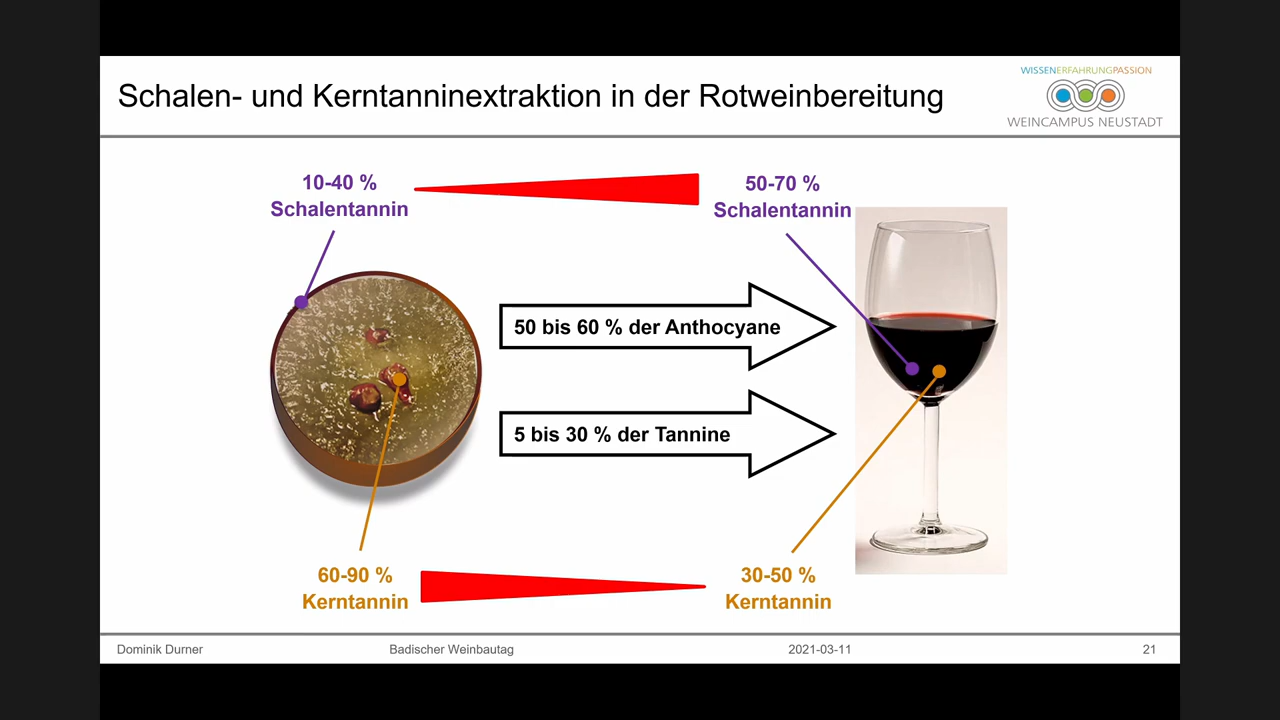 Schalen- und Kerntanninextraktion in der Rotweinbereitung
WISSENERFAHRUNGPASSION
WEINCAMPUS NEUSTADT
10-40 %
Schalentannin
50-70 %
Schalentannin
50 bis 60 % der Anthocyane
5 bis 30 % der Tannine
60-90 %
Kerntannin
30-50 %
Kerntannin
Dominik Durner
Badischer Weinbautag
2021-03-11
21